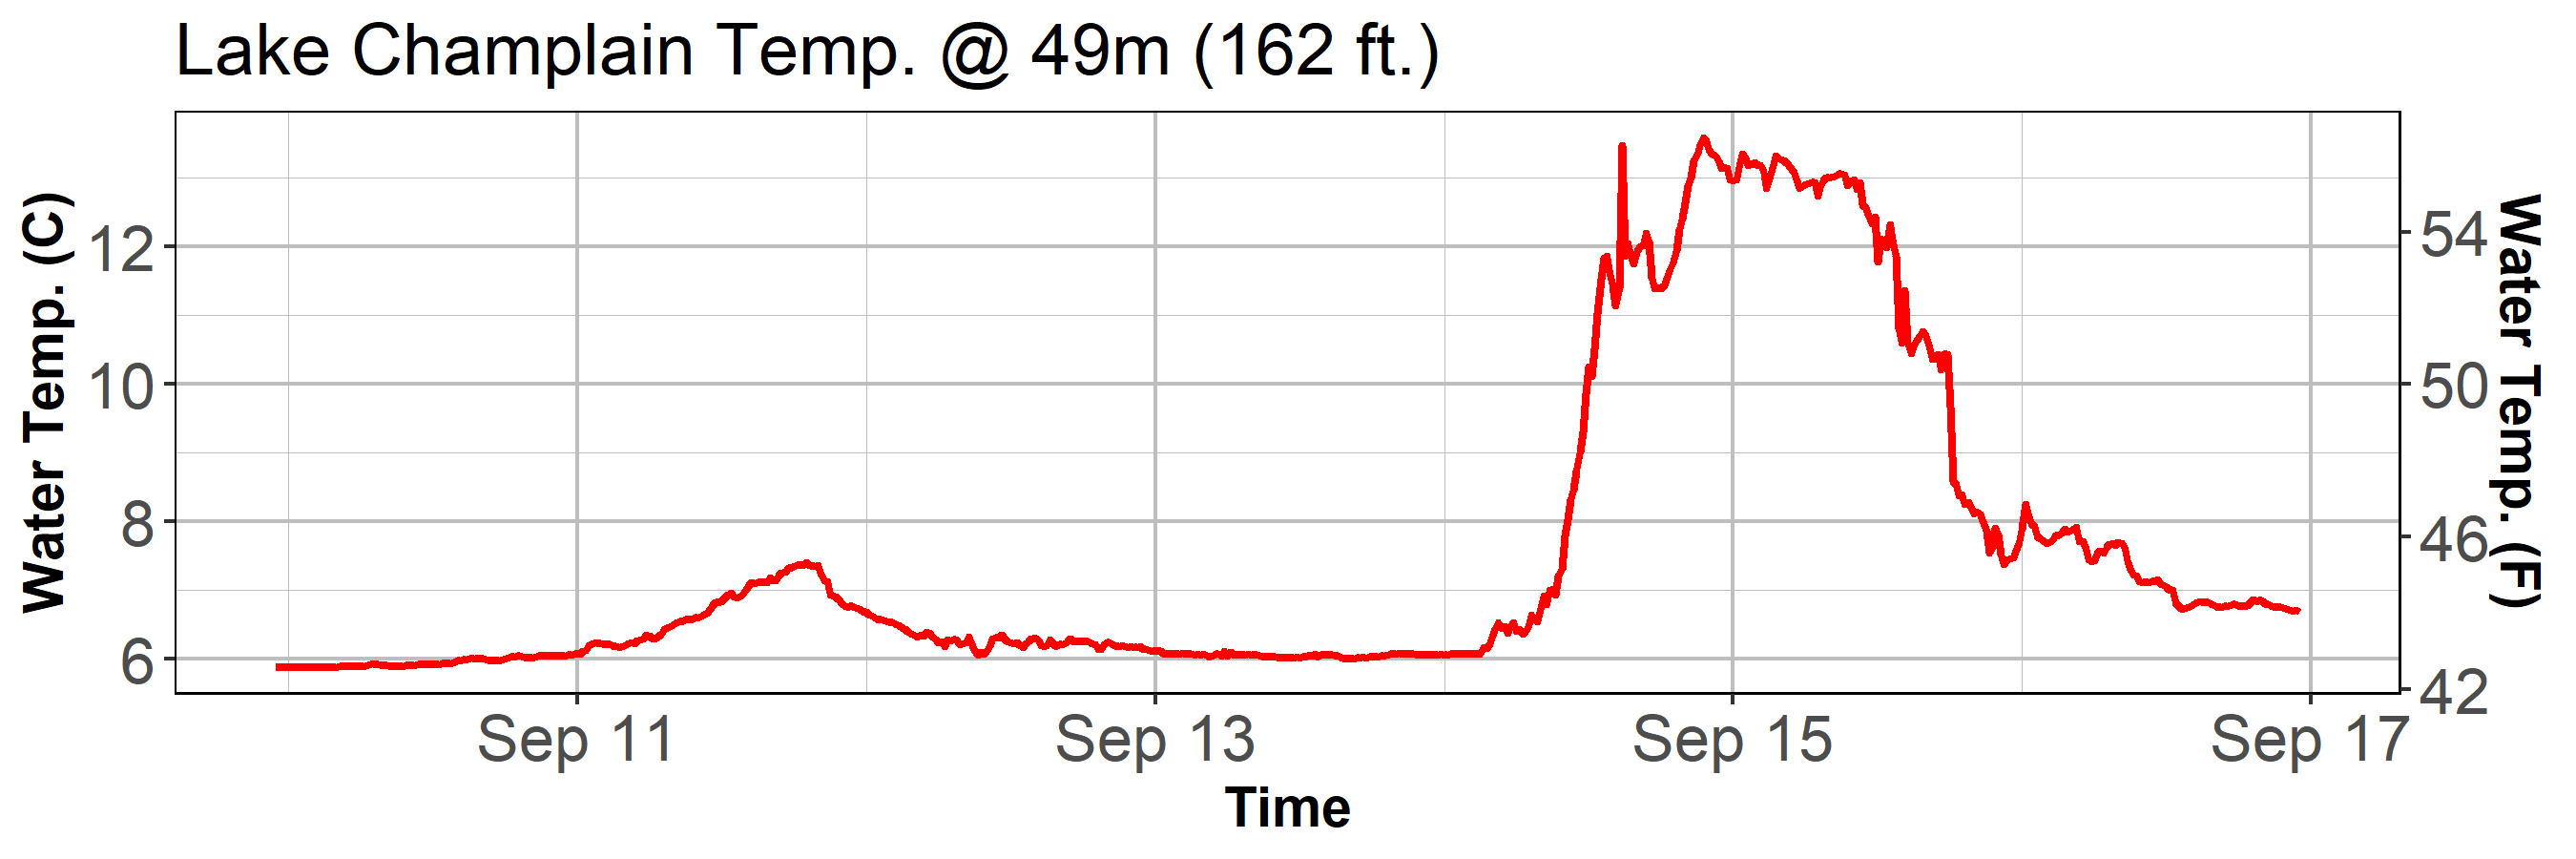 Lake Champlain Temp. @ 49m (162 ft.)
Water Temp. (C)
12
10
8
6
54
50
46
42
Water Temp. (F)
Sep 11
Sep 13
Sep 15
Sep 17
Time